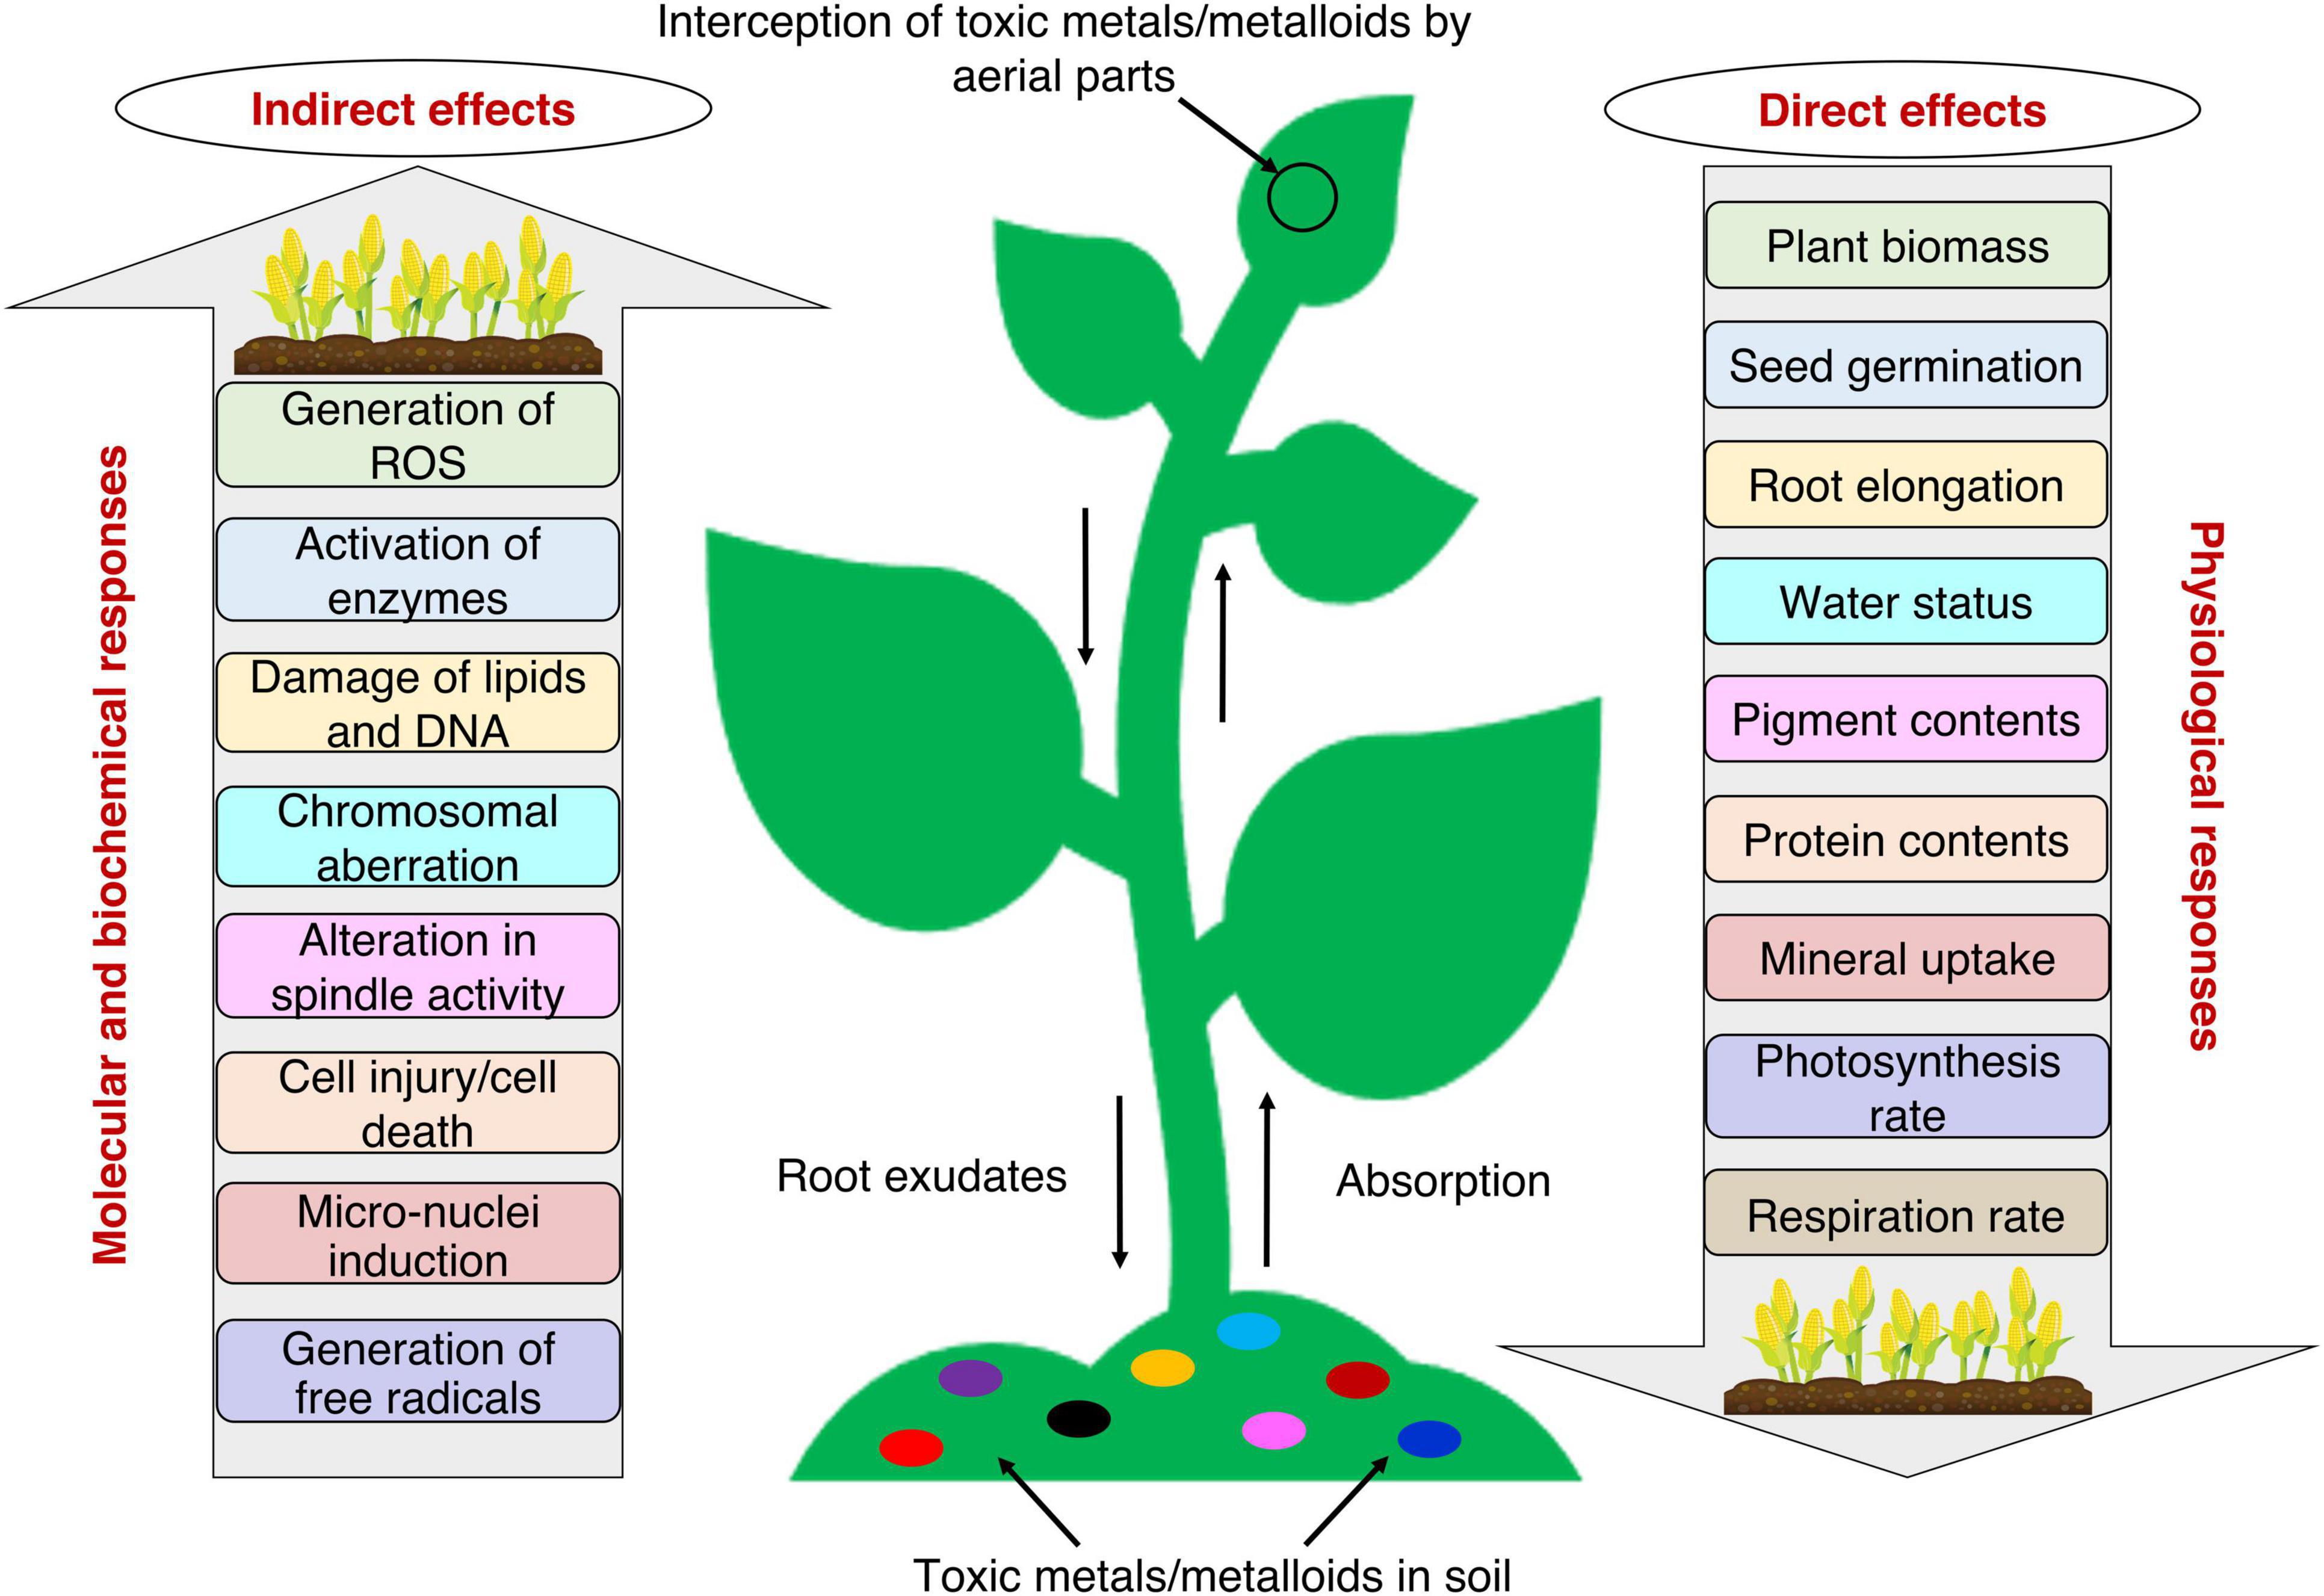 Interception of toxic metals/metalloids by
aerial parts
Indirect effects
Molecular and biochemical responses
Generation of
ROS
Activation of
enzymes
Damage of lipids
and DNA
Chromosomal
aberration
Alteration in
spindle activity
Cell injury/cell
death
Micro-nuclei
induction
Generation of
free radicals
Root exudates
Absorption
Toxic metals/metalloids in soil
Direct effects
Plant biomass
Seed germination
Root elongation
Water status
Pigment contents
Protein contents
Mineral uptake
Photosynthesis
rate
Respiration rate
Physiological responses